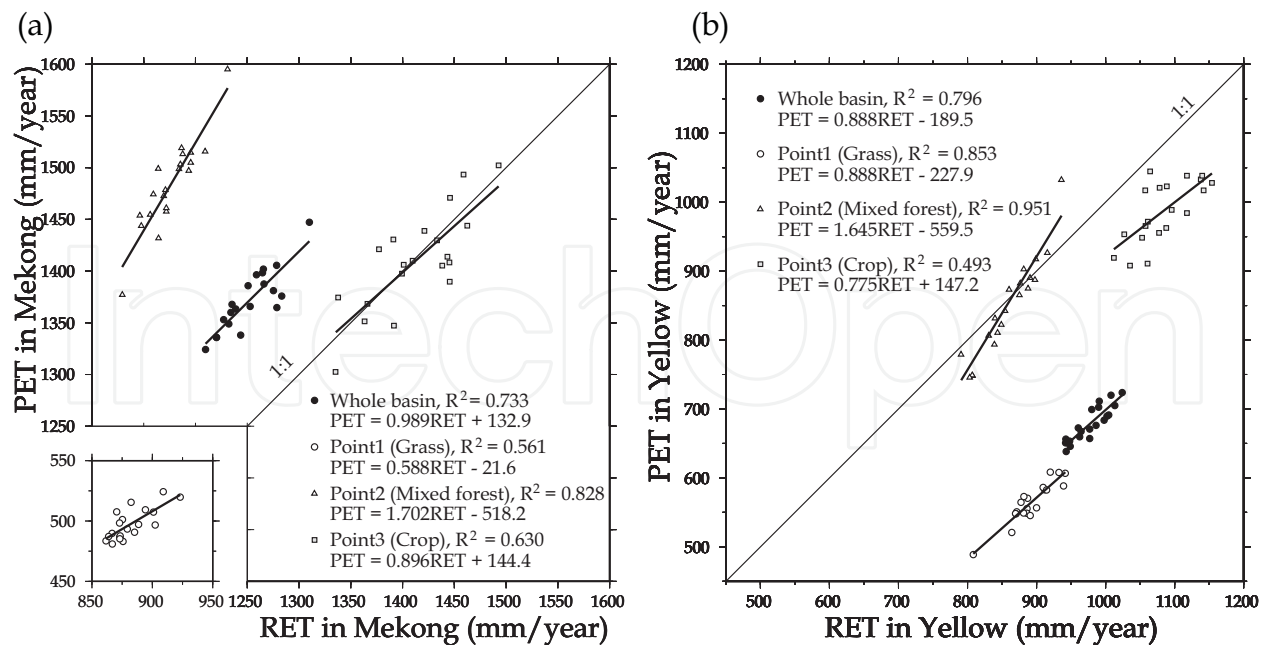 (a)
PET in Mekong (mm/year)
1600
1550
1500
1450
1400
1350
1300
1250
550
500
450
850 900 950 1250 1300 1350 1400 1450 1500 1550 1600
RET in Mekong (mm/year)
1:1
Whole basin, R² = 0.733
PET = 0.989RET + 132.9
Point1 (Grass), R² = 0.561
PET = 0.588RET - 21.6
Point2 (Mixed forest), R² = 0.828
PET = 1.702RET - 518.2
Point3 (Crop), R² = 0.630
PET = 0.896RET + 144.4
(b)
PET in Yellow (mm/year)
1200
1100
1000
900
800
700
600
500
500 600 700 800 900 1000 1100 1200
RET in Yellow (mm/year)
1:1
Whole basin, R² = 0.796
PET = 0.888RET - 189.5
Point1 (Grass), R² = 0.853
PET = 0.888RET - 227.9
Point2 (Mixed forest), R² = 0.951
PET = 1.645RET - 559.5
Point3 (Crop), R² = 0.493
PET = 0.775RET + 147.2
IntechOpen